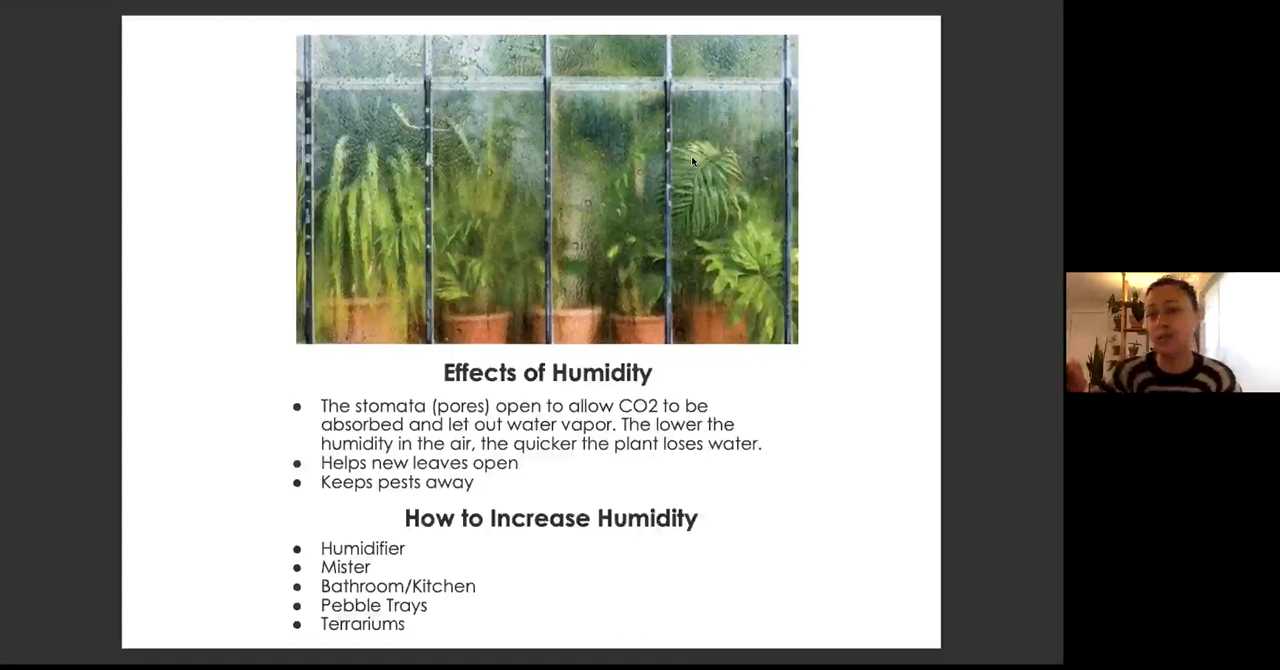 Effects of Humidity
● The stomata (pores) open to allow CO2 to be
absorbed and let out water vapor. The lower the
humidity in the air, the quicker the plant loses water.
● Helps new leaves open
● Keeps pests away
How to Increase Humidity
● Humidifier
● Mister
● Bathroom/Kitchen
● Pebble Trays
● Terrariums